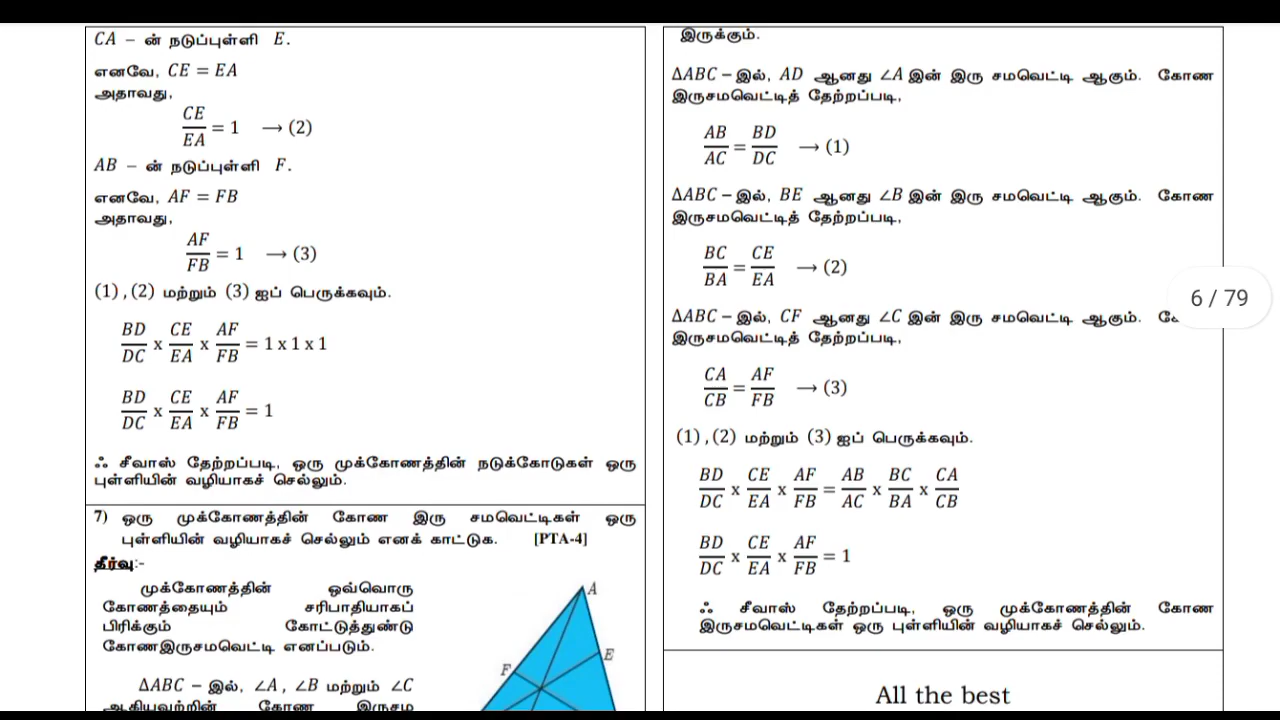 CA – ன் நடுப்புள்ளி E.
எனவே, CE = EA
அதாவது,
CE/EA = 1 → (2)
AB – ன் நடுப்புள்ளி F.
எனவே, AF = FB
அதாவது,
AF/FB = 1 → (3)
(1) ,(2) மற்றும் (3) ஐப் பெருக்கவும்.
BD/DC x CE/EA x AF/FB = 1 x 1 x 1
BD/DC x CE/EA x AF/FB = 1
ஃ சீவாஸ் தேற்றப்படி, ஒரு முக்கோணத்தின் நடுக்கோடுகள் ஒரு
புள்ளியின் வழியாகச் செல்லும்.
7) ஒரு முக்கோணத்தின் கோண இரு சமவெட்டிகள் ஒரு
புள்ளியின் வழியாகச் செல்லும் எனக் காட்டுக. [PTA-4]
தீர்வு:-
முக்கோணத்தின் ஒவ்வொரு
கோணத்தையும் சரிபாதியாகப்
பிரிக்கும் கோட்டுத்துண்டு
கோணஇருசமவெட்டி எனப்படும்.
ΔABC – இல், ∠A , ∠B மற்றும் ∠C
ஆகியவற்றின் கோண இருசம
A
E
F
இருக்கும்.
ΔABC – இல், AD ஆனது ∠A இன் இரு சமவெட்டி ஆகும். கோண
இருசமவெட்டித் தேற்றப்படி,
AB/AC = BD/DC → (1)
ΔABC – இல், BE ஆனது ∠B இன் இரு சமவெட்டி ஆகும். கோண
இருசமவெட்டித் தேற்றப்படி,
BC/BA = CE/EA → (2)
6 / 79
ΔABC – இல், CF ஆனது ∠C இன் இரு சமவெட்டி ஆகும்.
இருசமவெட்டித் தேற்றப்படி,
CA/CB = AF/FB → (3)
(1) ,(2) மற்றும் (3) ஐப் பெருக்கவும்.
BD/DC x CE/EA x AF/FB = AB/AC x BC/BA x CA/CB
BD/DC x CE/EA x AF/FB = 1
ஃ சீவாஸ் தேற்றப்படி, ஒரு முக்கோணத்தின் கோண
இருசமவெட்டிகள் ஒரு புள்ளியின் வழியாகச் செல்லும்.
All the best